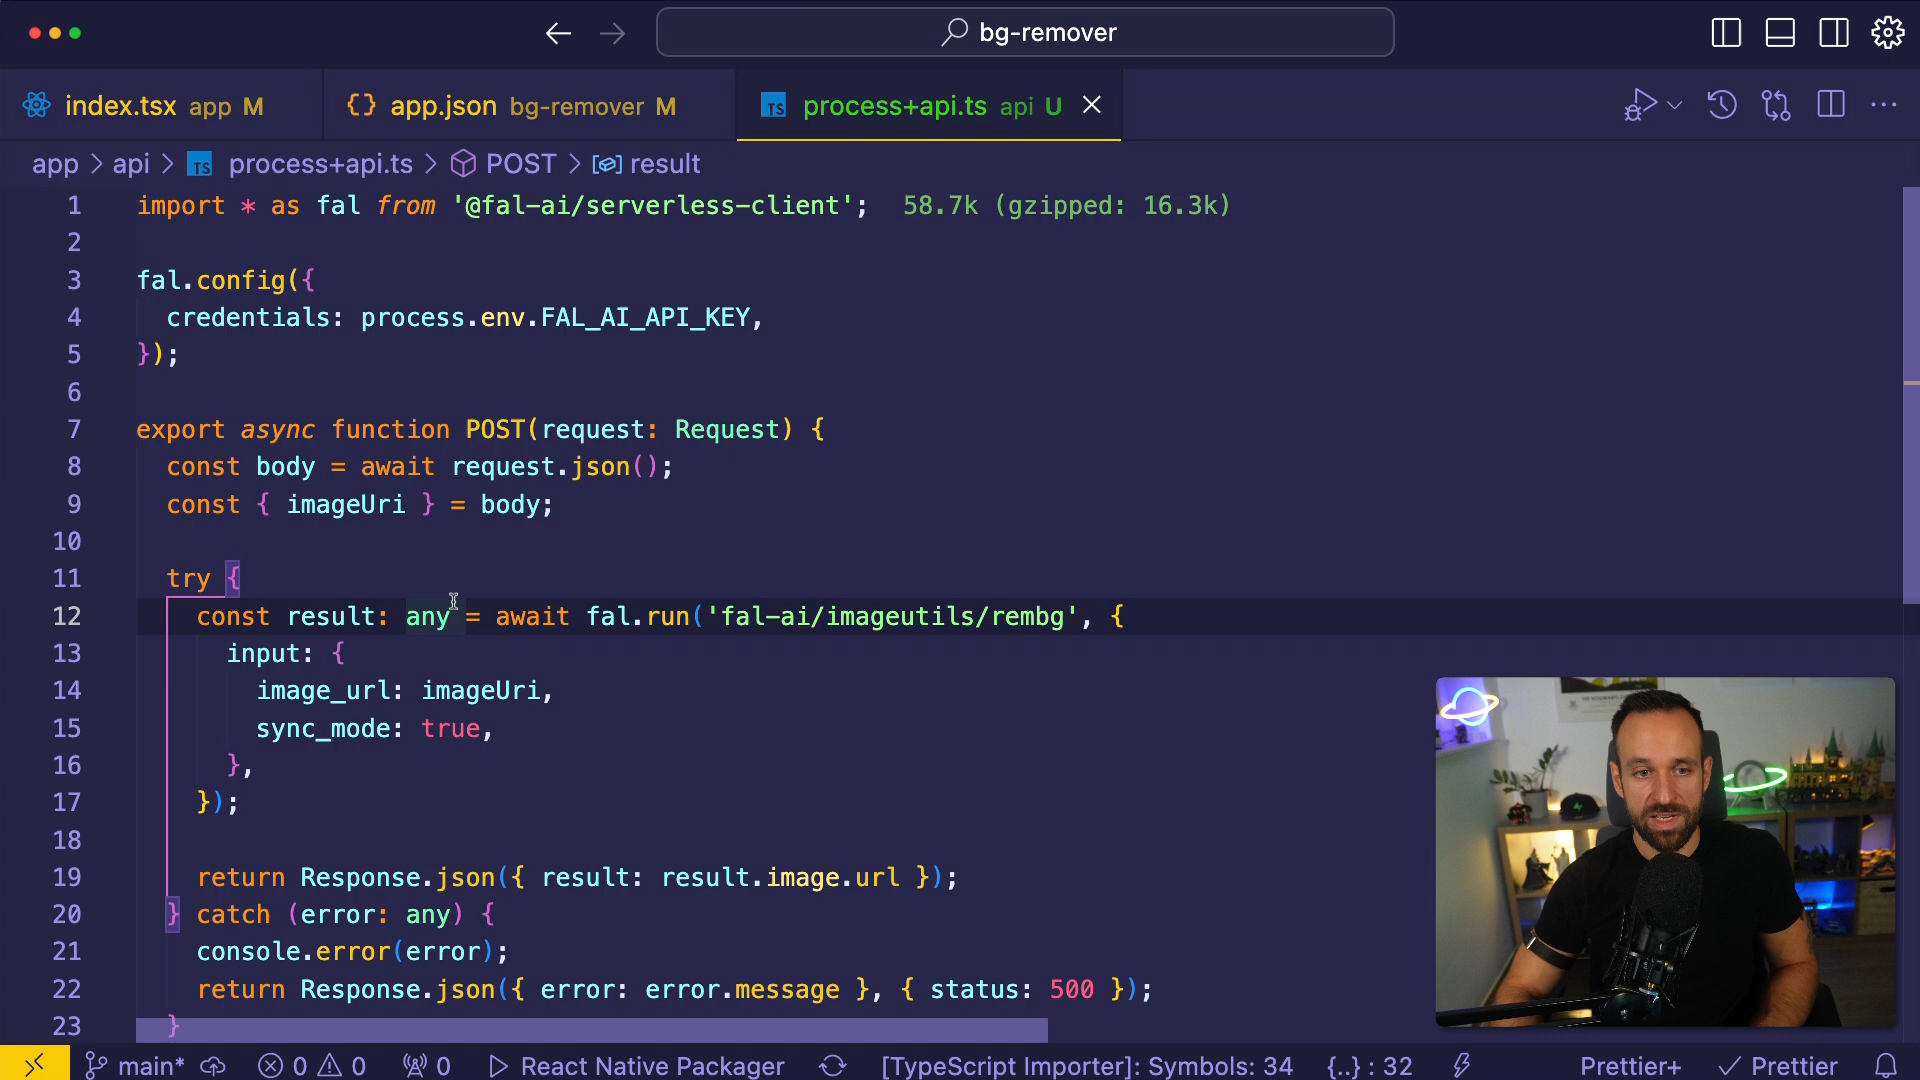 bg-remover
index.tsx app M
{} app.json bg-remover M
TS process+api.ts api U
app > api > TS process+api.ts > POST > result
1 import * as fal from '@fal-ai/serverless-client'; 58.7k (gzipped: 16.3k)
2
3 fal.config({
4 credentials: process.env.FAL_AI_API_KEY,
5 });
6
7 export async function POST(request: Request) {
8 const body = await request.json();
9 const { imageUri } = body;
10
11 try {
12 const result: any = await fal.run('fal-ai/imageutils/rembg', {
13 input: {
14 image_url: imageUri,
15 sync_mode: true,
16 },
17 });
18
19 return Response.json({ result: result.image.url });
20 } catch (error: any) {
21 console.error(error);
22 return Response.json({ error: error.message }, { status: 500 });
23 }
main* 0 0 0 React Native Packager [TypeScript Importer]: Symbols: 34 {..} : 32 Prettier+ Prettier